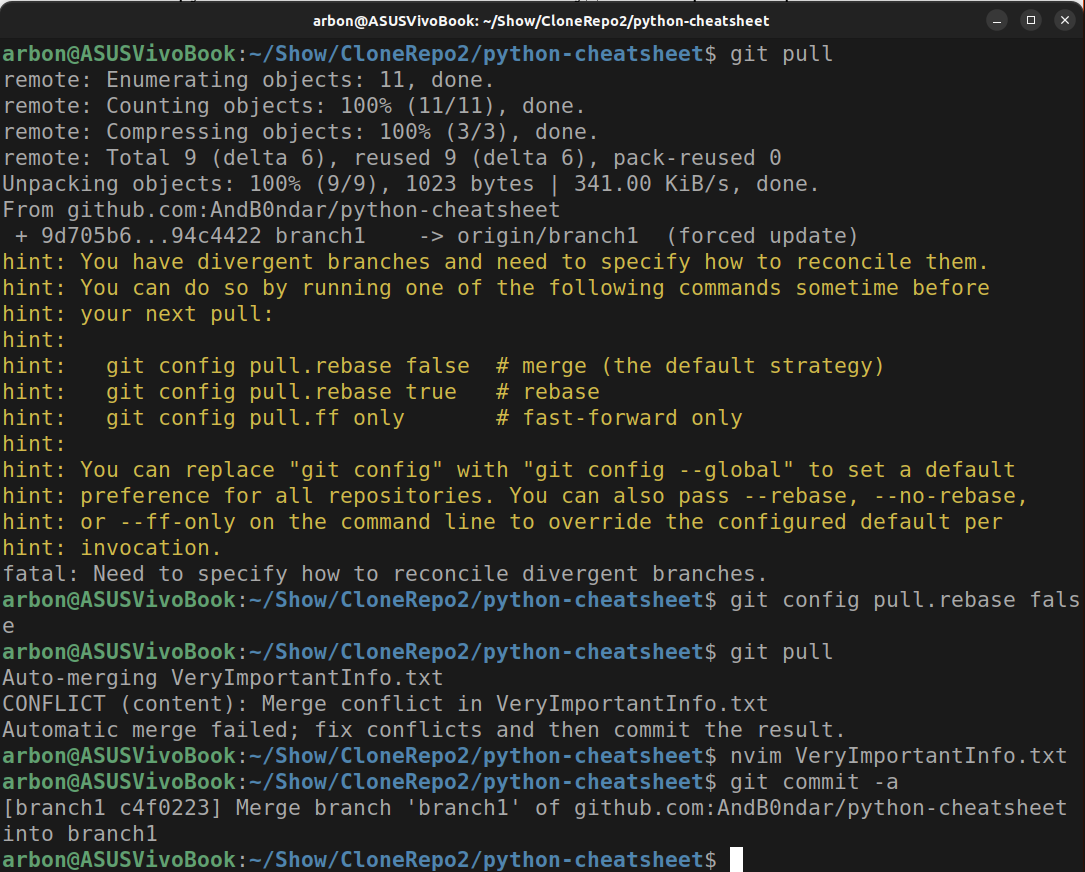 arbon@ASUSVivoBook: ~/Show/CloneRepo2/python-cheatsheet
arbon@ASUSVivoBook:~/Show/CloneRepo2/python-cheatsheet$ git pull
remote: Enumerating objects: 11, done.
remote: Counting objects: 100% (11/11), done.
remote: Compressing objects: 100% (3/3), done.
remote: Total 9 (delta 6), reused 9 (delta 6), pack-reused 0
Unpacking objects: 100% (9/9), 1023 bytes | 341.00 KiB/s, done.
From github.com:AndB0ndar/python-cheatsheet
 + 9d705b6...94c4422 branch1    -> origin/branch1  (forced update)
hint: You have divergent branches and need to specify how to reconcile them.
hint: You can do so by running one of the following commands sometime before
hint: your next pull:
hint:
hint:   git config pull.rebase false  # merge (the default strategy)
hint:   git config pull.rebase true   # rebase
hint:   git config pull.ff only       # fast-forward only
hint:
hint: You can replace "git config" with "git config --global" to set a default
hint: preference for all repositories. You can also pass --rebase, --no-rebase,
hint: or --ff-only on the command line to override the configured default per
hint: invocation.
fatal: Need to specify how to reconcile divergent branches.
arbon@ASUSVivoBook:~/Show/CloneRepo2/python-cheatsheet$ git config pull.rebase fals
e
arbon@ASUSVivoBook:~/Show/CloneRepo2/python-cheatsheet$ git pull
Auto-merging VeryImportantInfo.txt
CONFLICT (content): Merge conflict in VeryImportantInfo.txt
Automatic merge failed; fix conflicts and then commit the result.
arbon@ASUSVivoBook:~/Show/CloneRepo2/python-cheatsheet$ nvim VeryImportantInfo.txt
arbon@ASUSVivoBook:~/Show/CloneRepo2/python-cheatsheet$ git commit -a
[branch1 c4f0223] Merge branch 'branch1' of github.com:AndB0ndar/python-cheatsheet
into branch1
arbon@ASUSVivoBook:~/Show/CloneRepo2/python-cheatsheet$